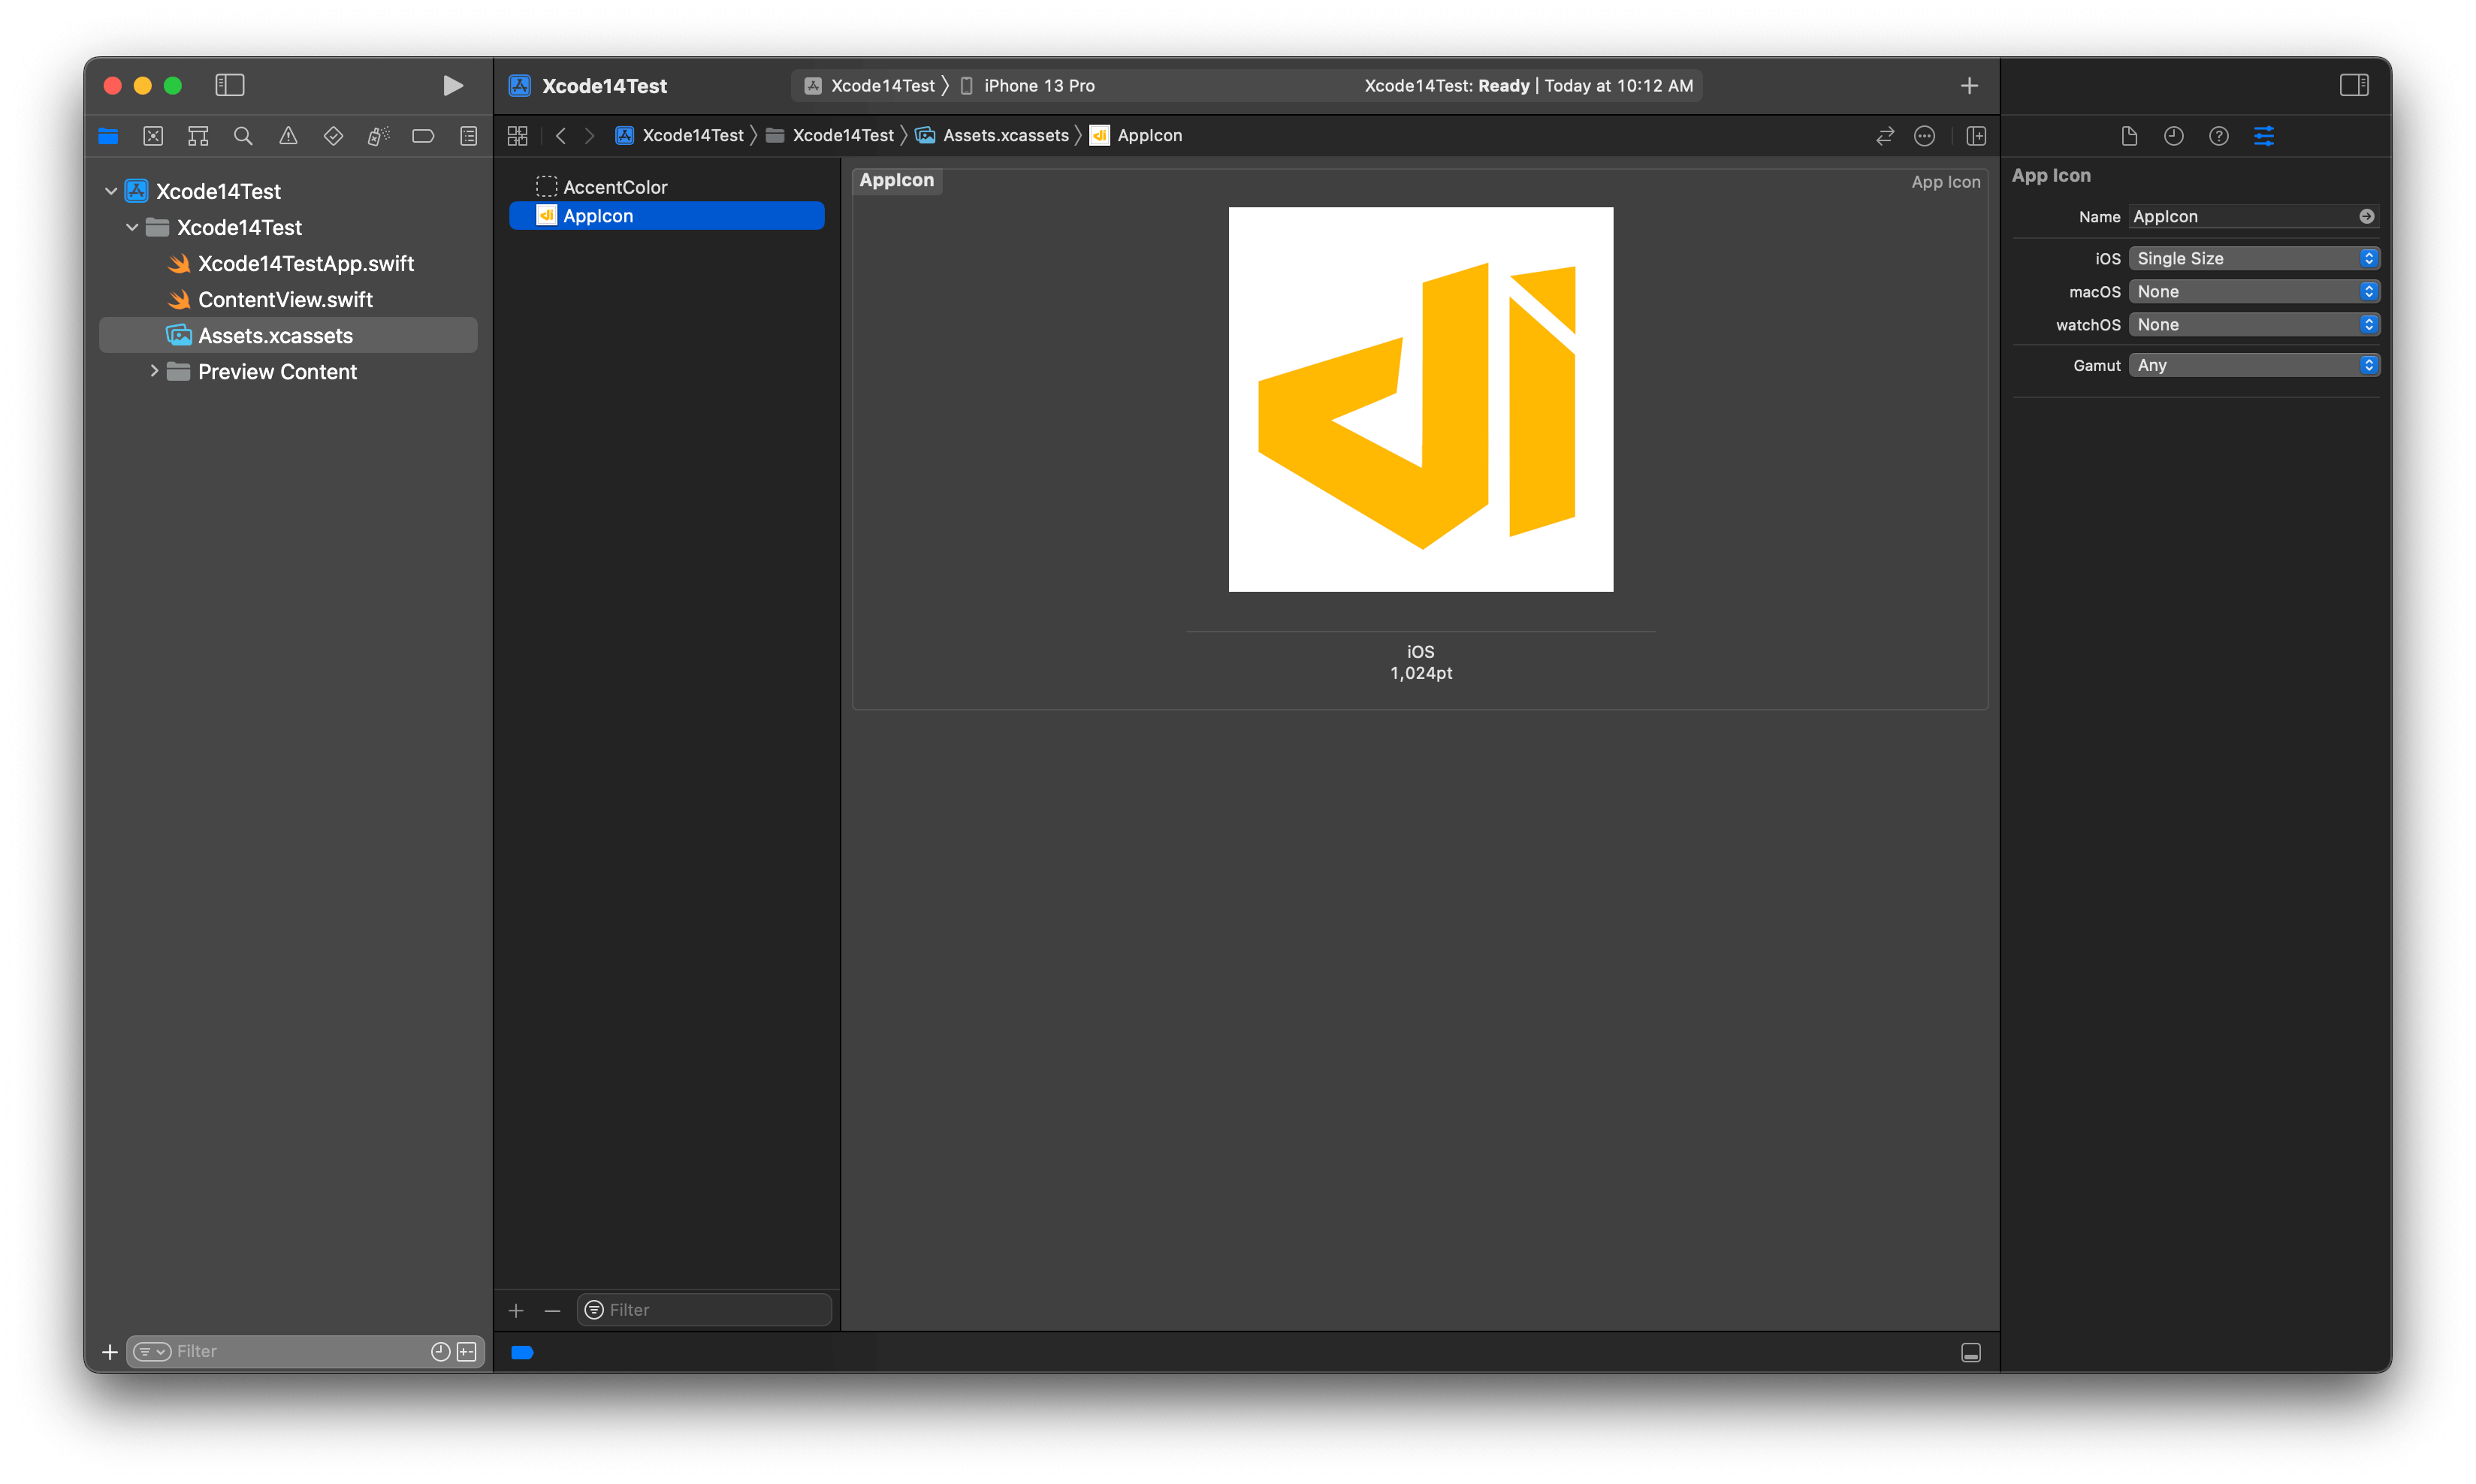 Xcode14Test
Xcode14Test iPhone 13 Pro
Xcode14Test: Ready | Today at 10:12 AM
Xcode14Test Xcode14Test Assets.xcassets AppIcon
Xcode14Test
Xcode14Test
Xcode14TestApp.swift
ContentView.swift
Assets.xcassets
Preview Content
Filter
AccentColor
AppIcon
Filter
AppIcon
App Icon
di
iOS
1,024pt
App Icon
Name AppIcon
iOS Single Size
macOS None
watchOS None
Gamut Any